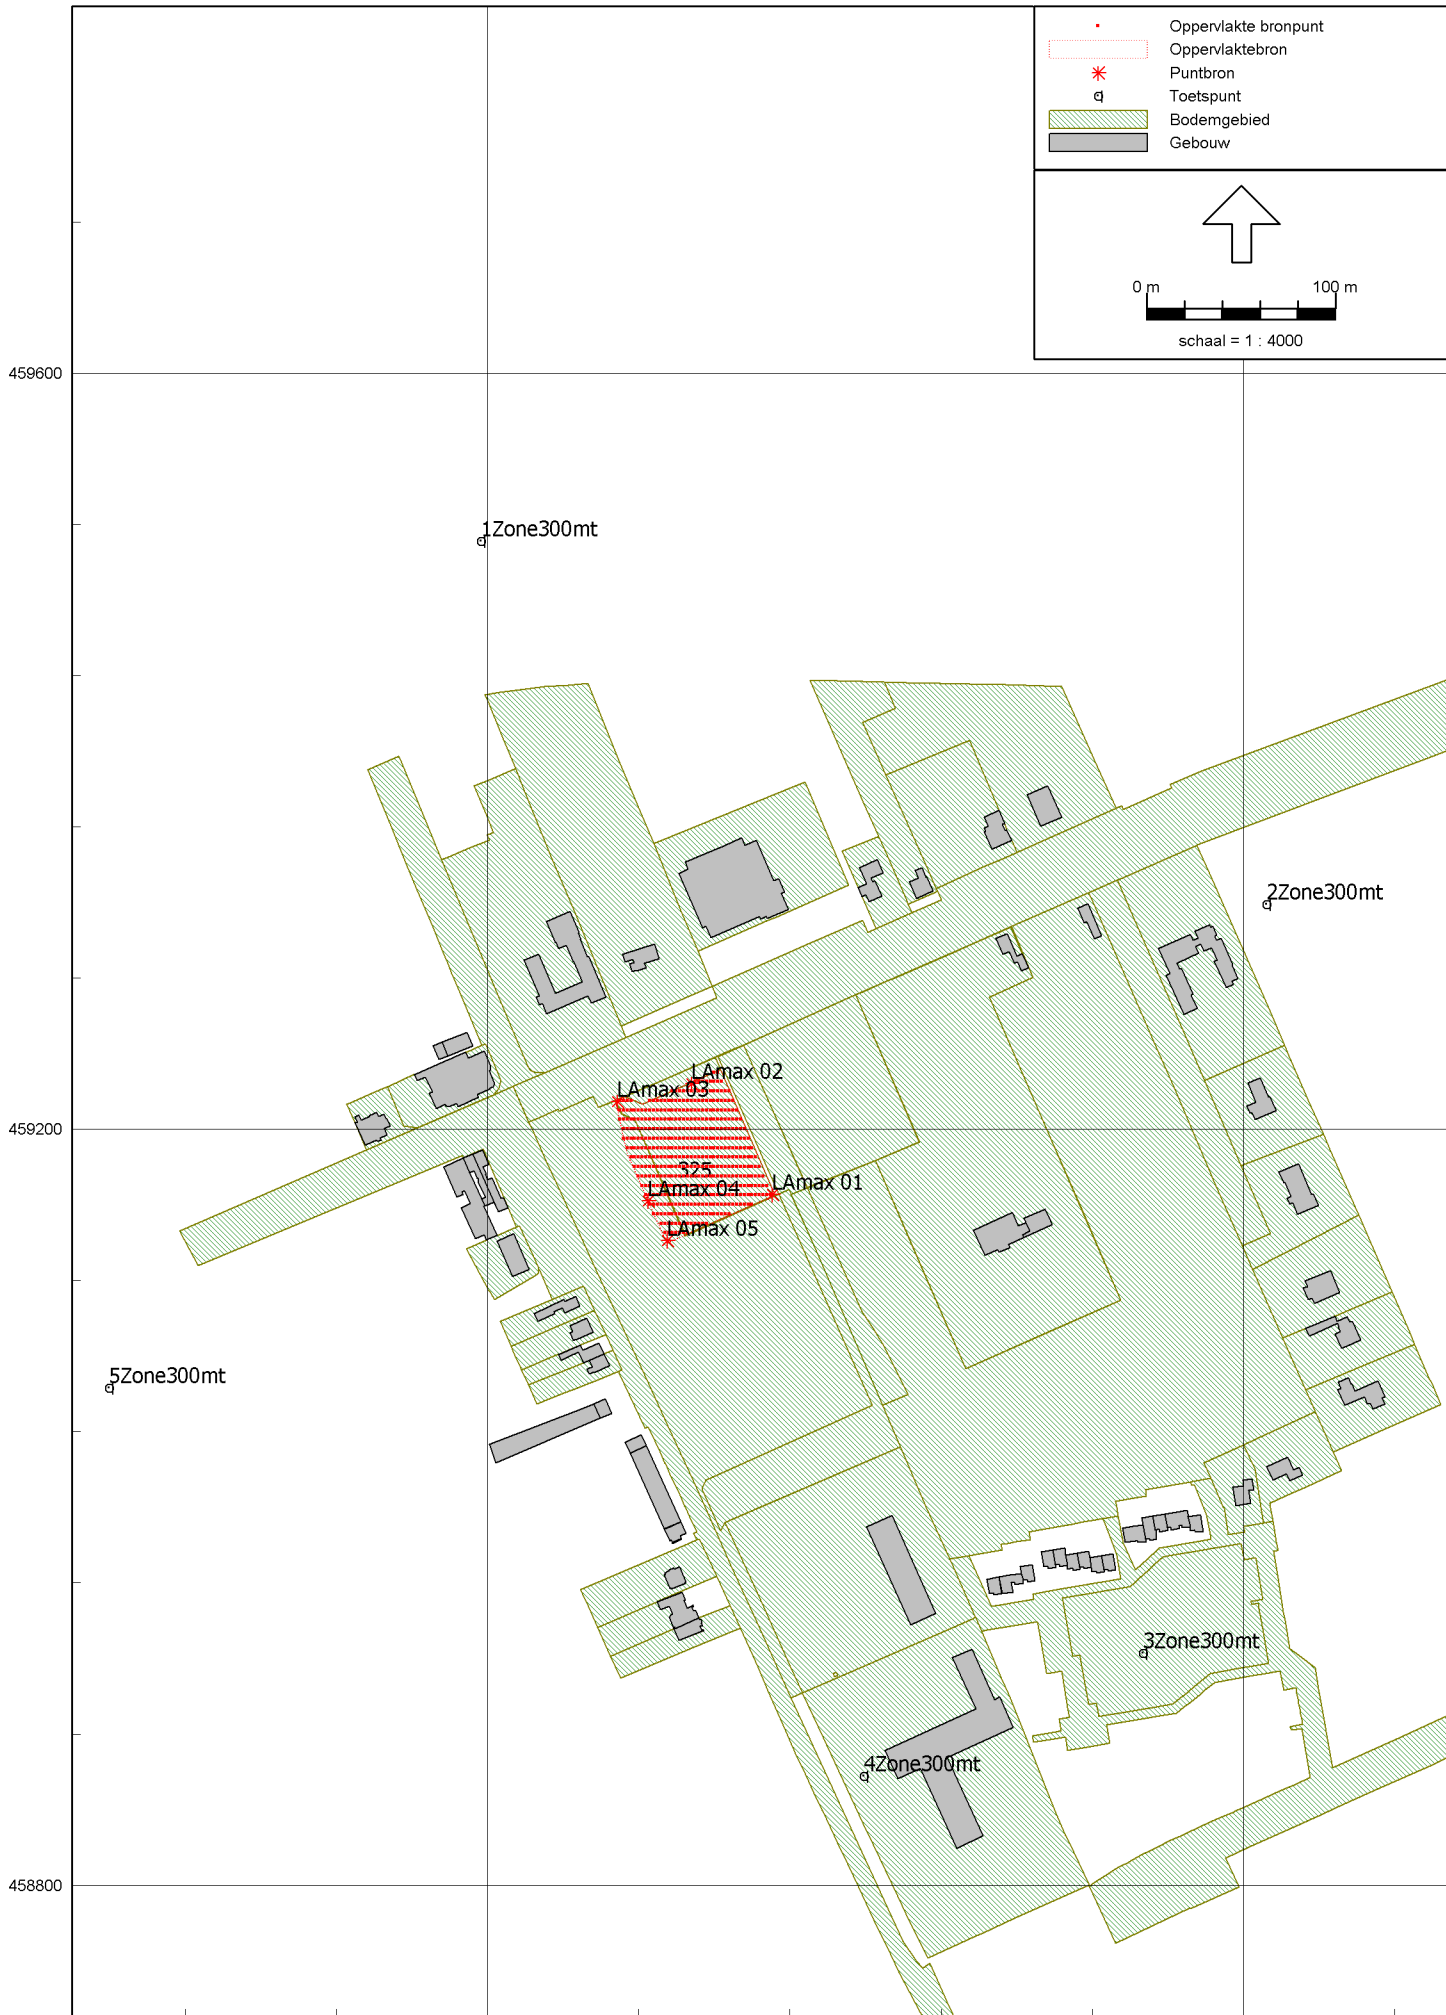 Oppervlakte bronpunt
Oppervlaktebron
Puntbron
Toetspunt
Bodemgebied
Gebouw
0 m 100 m
schaal = 1 : 4000
459600
1Zone300mt
2Zone300mt
LAmax 02
LAmax 03
459200
325
LAmax 04
LAmax 01
LAmax 05
5Zone300mt
3Zone300mt
4Zone300mt
458800